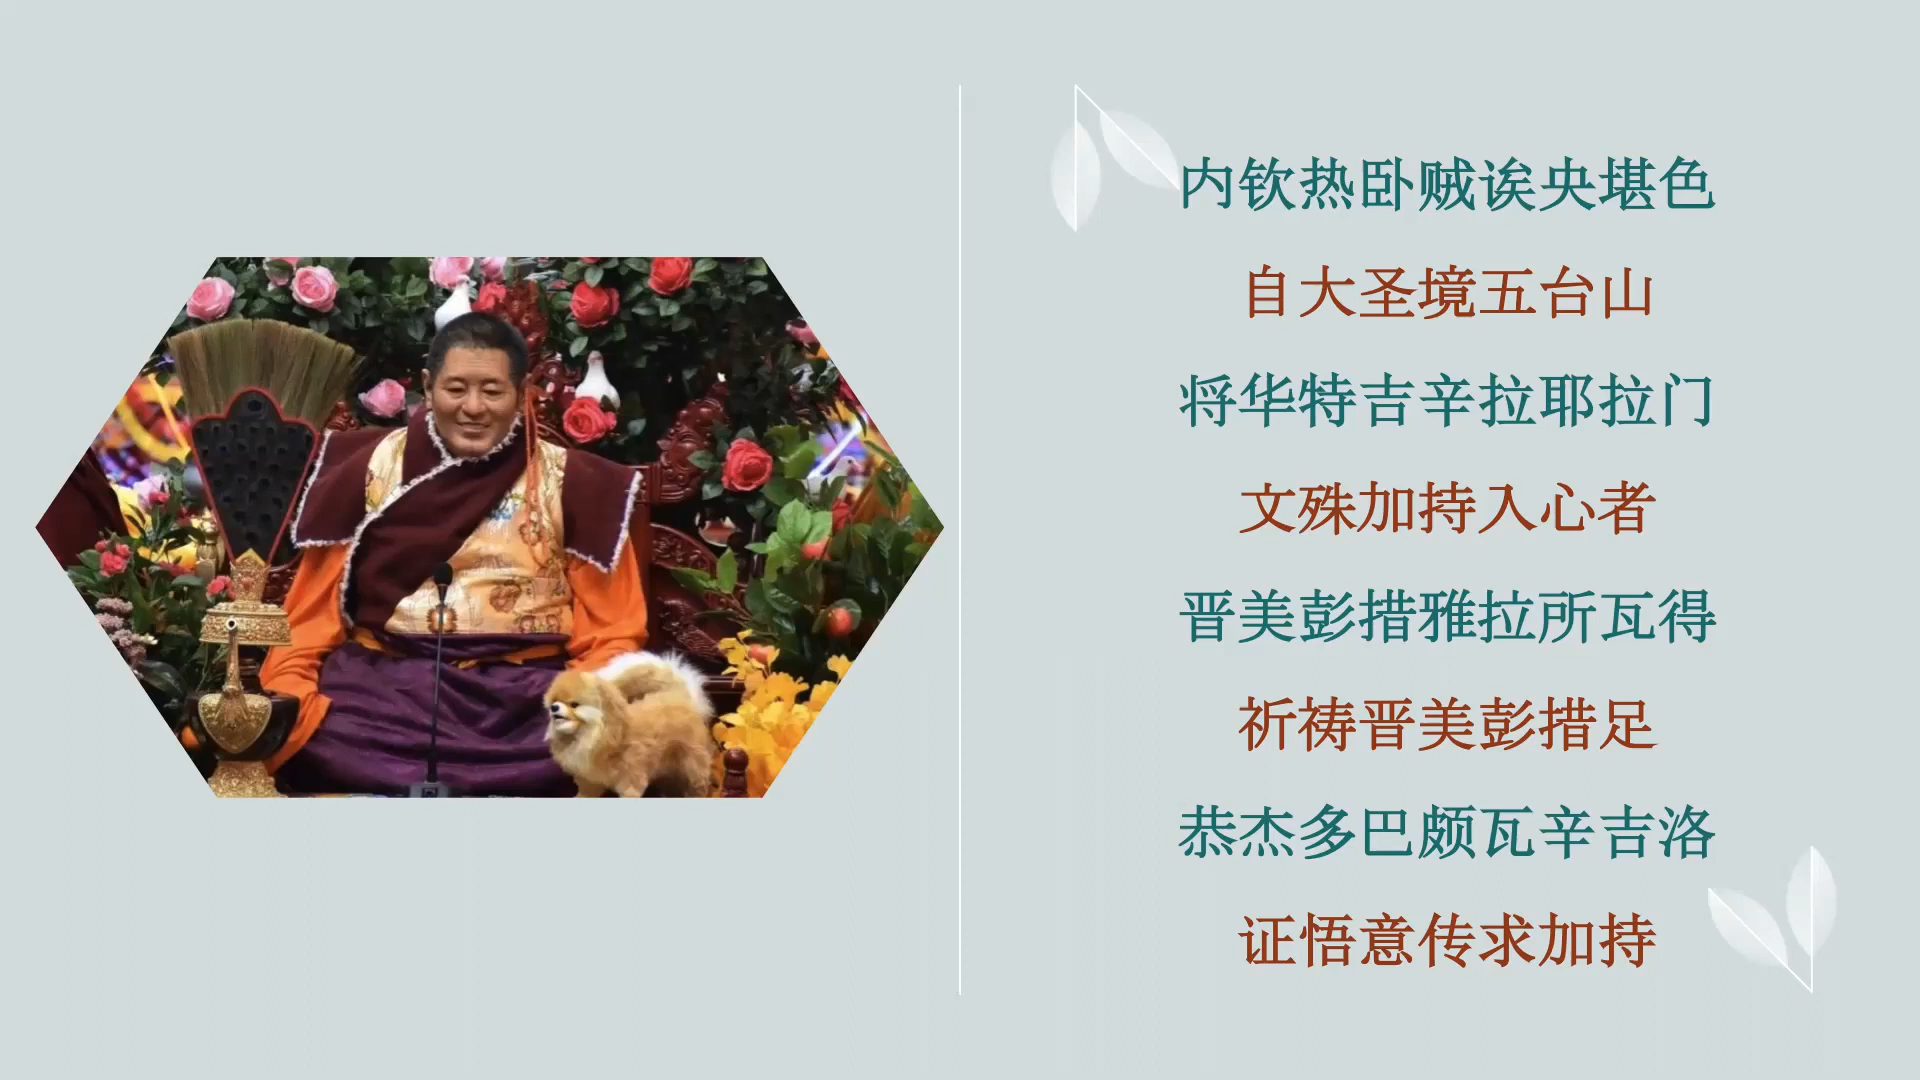 内钦热卧贼诶央堪色
自大圣境五台山
将华特吉辛拉耶拉门
文殊加持入心者
晋美彭措雅拉所瓦得
祈祷晋美彭措足
恭杰多巴颇瓦辛吉洛
证悟意传求加持